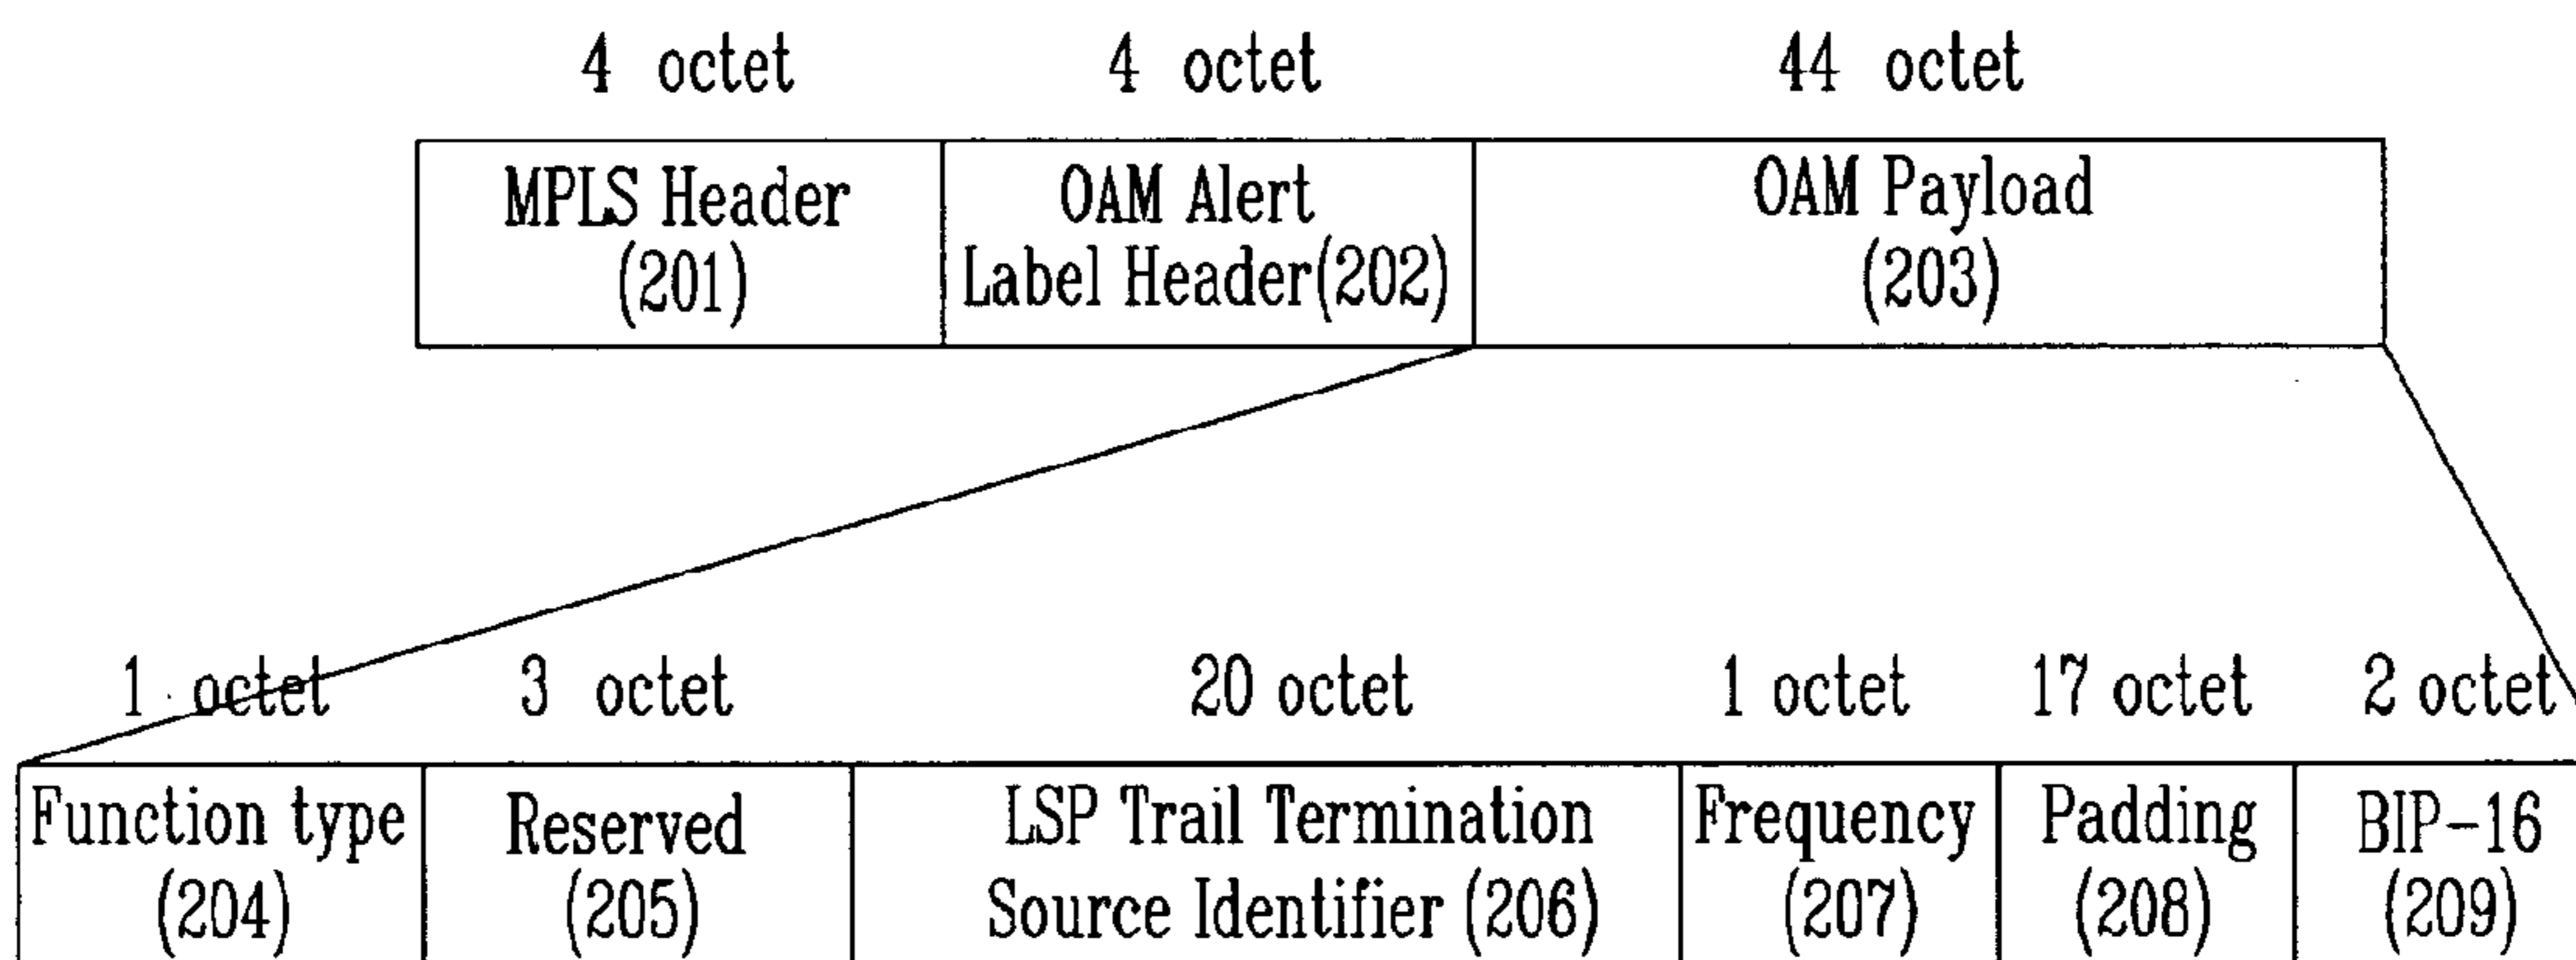 4 octet 4 octet 44 octet
MPLS Header
(201)
OAM Alert
Label Header(202)
OAM Payload
(203)
1 octet 3 octet 20 octet 1 octet 17 octet 2 octet
Function type
(204)
Reserved
(205)
LSP Trail Termination
Source Identifier (206)
Frequency
(207)
Padding
(208)
BIP-16
(209)